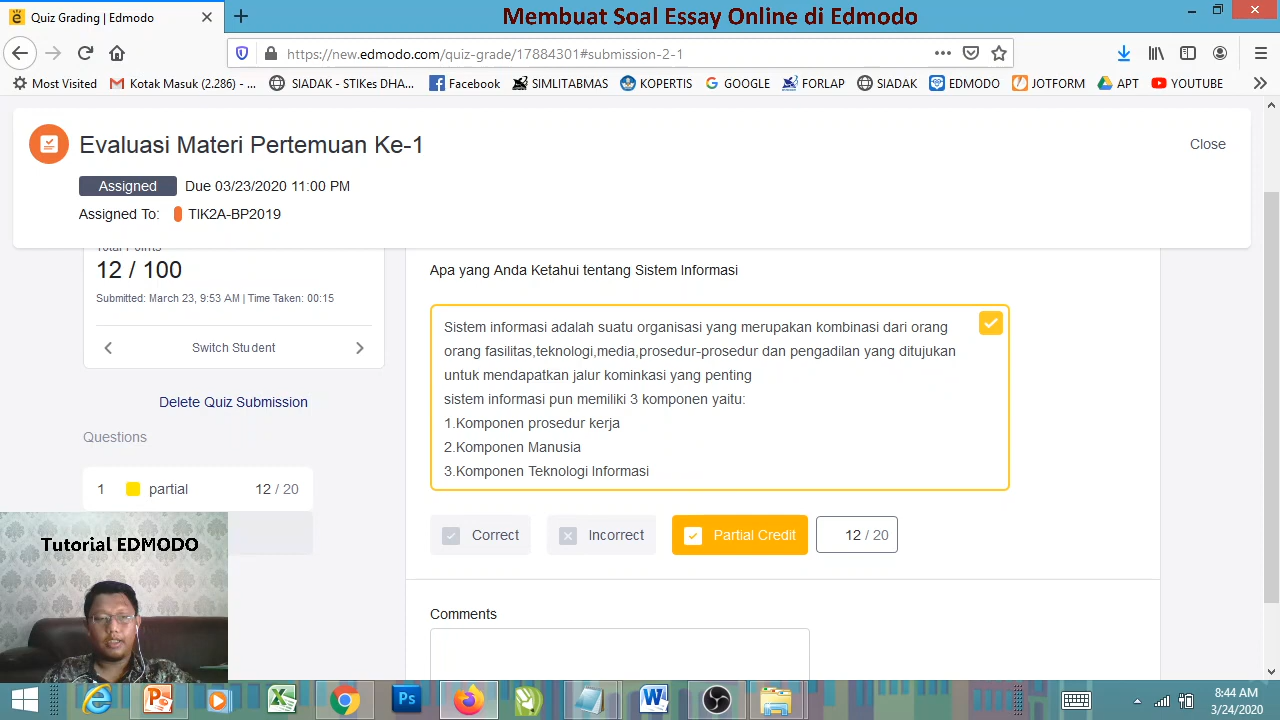 Quiz Grading | Edmodo
Membuat Soal Essay Online di Edmodo
https://new.edmodo.com/quiz-grade/17884301#submission-2-1
Most Visited
Kotak Masuk (2.285) - ...
SIADAK - STIKes DHA...
Facebook
SIMLITABMAS
KOPERTIS
GOOGLE
FORLAP
SIADAK
EDMODO
JOTFORM
APT
YOUTUBE
Evaluasi Materi Pertemuan Ke-1
Close
Assigned
Due 03/23/2020 11:00 PM
Assigned To:
TIK2A-BP2019
Total Points
12 / 100
Submitted: March 23, 9:53 AM | Time Taken: 00:15
Switch Student
Delete Quiz Submission
Questions
1 partial 12 / 20
Apa yang Anda Ketahui tentang Sistem Informasi
Sistem informasi adalah suatu organisasi yang merupakan kombinasi dari orang
orang fasilitas,teknologi,media,prosedur-prosedur dan pengadilan yang ditujukan
untuk mendapatkan jalur kominkasi yang penting
sistem informasi pun memiliki 3 komponen yaitu:
1.Komponen prosedur kerja
2.Komponen Manusia
3.Komponen Teknologi Informasi
Correct
Incorrect
Partial Credit
12 / 20
Comments
Tutorial EDMODO
Ps
8:44 AM
3/24/2020